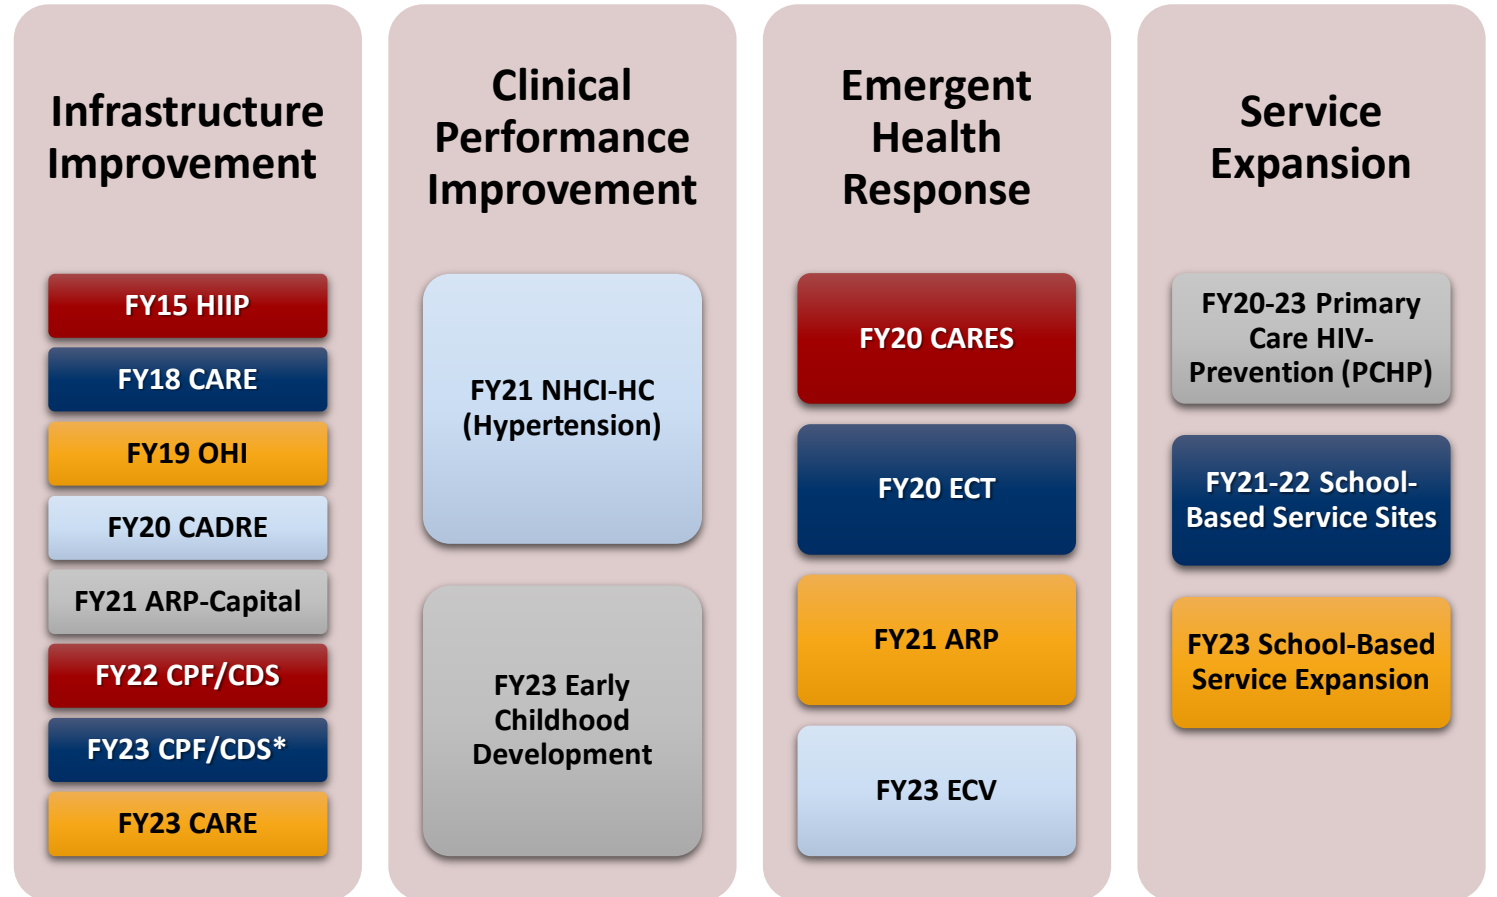 Infrastructure
Improvement
FY15 HIIP
FY18 CARE
FY19 OHI
FY20 CADRE
FY21 ARP-Capital
FY22 CPF/CDS
FY23 CPF/CDS*
FY23 CARE
Clinical
Performance
Improvement
FY21 NHCI-HC
(Hypertension)
FY23 Early
Childhood
Development
Emergent
Health
Response
FY20 CARES
FY20 ECT
FY21 ARP
FY23 ECV
Service
Expansion
FY20-23 Primary
Care HIV-
Prevention (PCHP)
FY21-22 School-
Based Service Sites
FY23 School-Based
Service Expansion